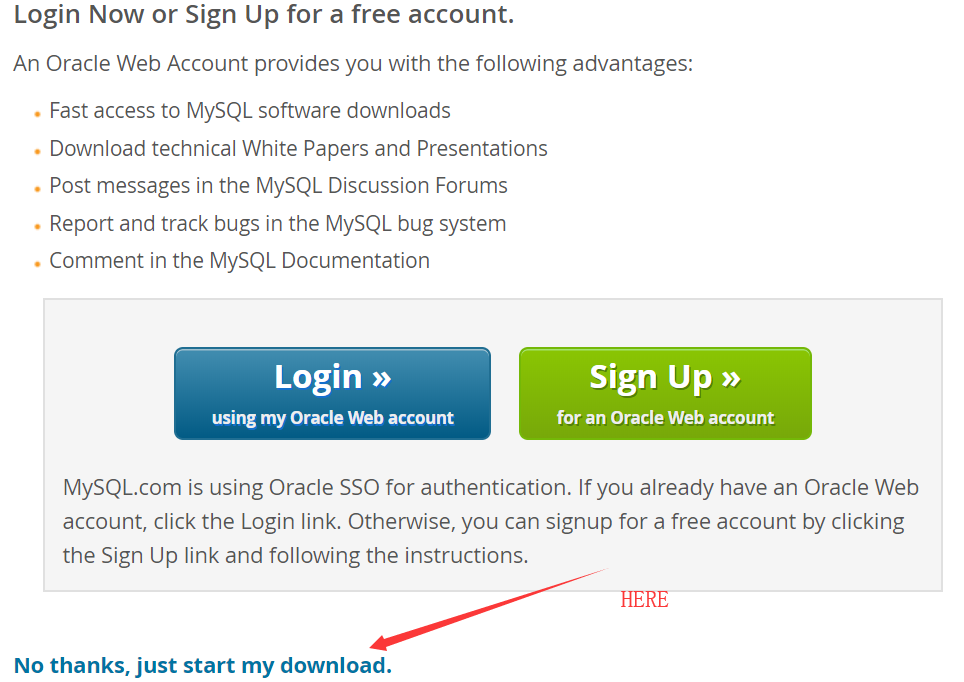 Login Now or Sign Up for a free account.
An Oracle Web Account provides you with the following advantages:
Fast access to MySQL software downloads
Download technical White Papers and Presentations
Post messages in the MySQL Discussion Forums
Report and track bugs in the MySQL bug system
Comment in the MySQL Documentation
Login »
using my Oracle Web account
Sign Up »
for an Oracle Web account
MySQL.com is using Oracle SSO for authentication. If you already have an Oracle Web
account, click the Login link. Otherwise, you can signup for a free account by clicking
the Sign Up link and following the instructions.
HERE
No thanks, just start my download.